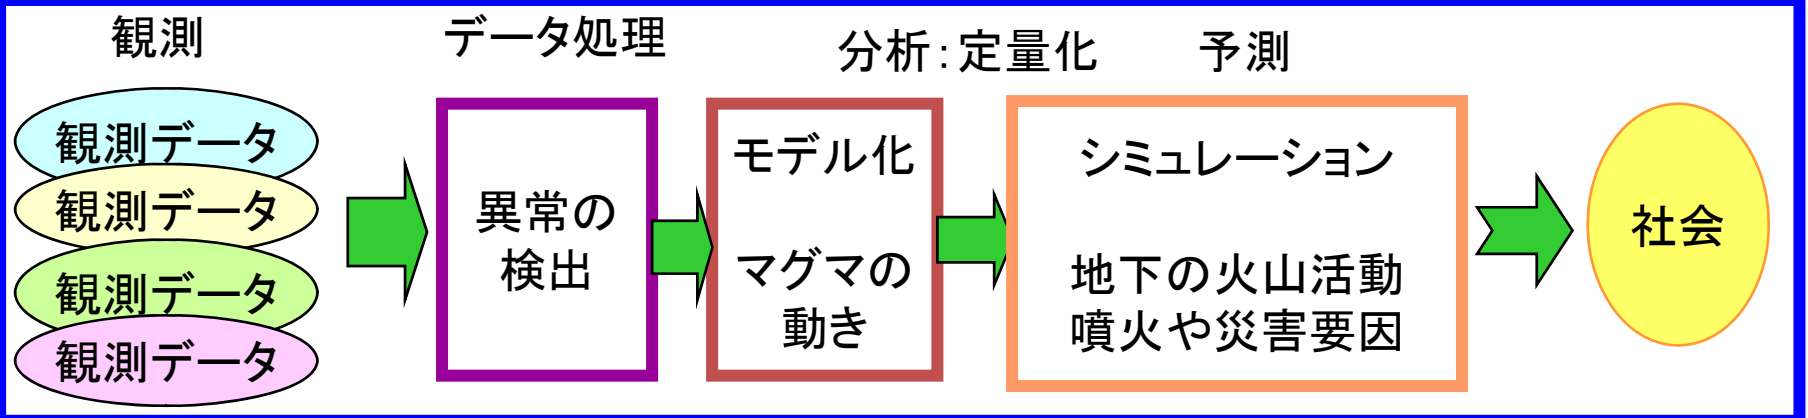 観測
データ処理
分析：定量化
予測
観測データ
観測データ
観測データ
観測データ
異常の
検出
モデル化
マグマの
動き
シミュレーション
地下の火山活動
噴火や災害要因
社会